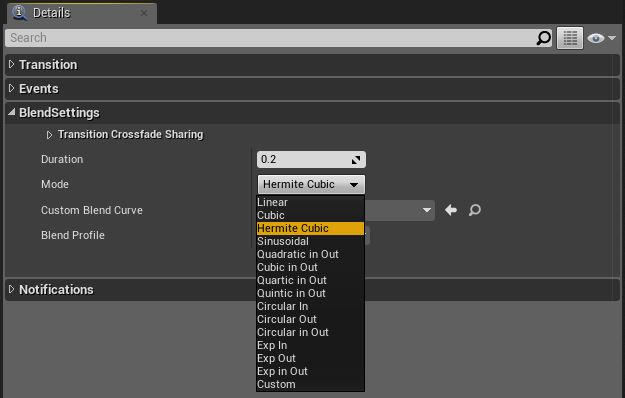 Details
Search
Transition
Events
BlendSettings
Transition Crossfade Sharing
Duration 0.2
Mode Hermite Cubic
Linear
Custom Blend Curve
Cubic
Hermite Cubic
Blend Profile
Sinusoidal
Quadratic in Out
Cubic in Out
Quartic in Out
Quintic in Out
Notifications
Circular In
Circular Out
Circular in Out
Exp In
Exp Out
Exp in Out
Custom